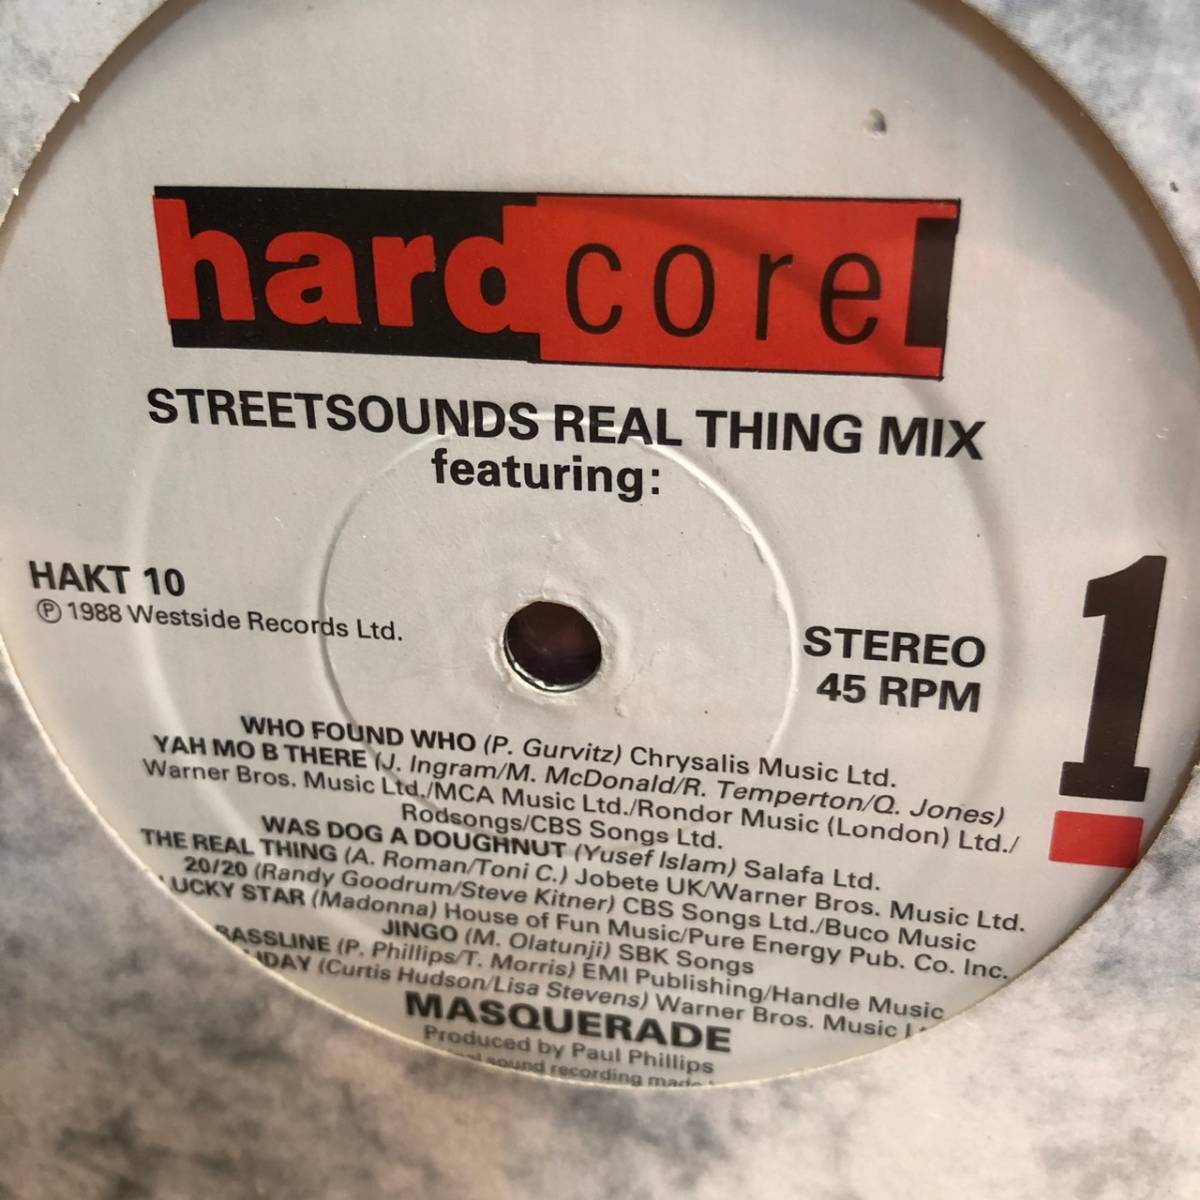 hardcore
STREETSOUNDS REAL THING MIX
featuring:
HAKT 10
℗ 1988 Westside Records Ltd.
STEREO
45 RPM
1
WHO FOUND WHO (P. Gurvitz) Chrysalis Music Ltd.
YAH MO B THERE (J. Ingram/M. McDonald/R. Temperton/Q. Jones)
Warner Bros. Music Ltd./MCA Music Ltd./Rondor Music (London) Ltd./
Rodsongs/CBS Songs Ltd.
WAS DOG A DOUGHNUT (Yusef Islam) Salafa Ltd.
THE REAL THING (A. Roman/Toni C.) Jobete UK/Warner Bros. Music Ltd.
20/20 (Randy Goodrum/Steve Kitner) CBS Songs Ltd./Buco Music
UCKY STAR (Madonna) House of Fun Music/Pure Energy Pub. Co. Inc.
JINGO (M. Olatunji) SBK Songs
BASSLINE (P. Phillips/T. Morris) EMI Publishing/Handle Music
IDAY (Curtis Hudson/Lisa Stevens) Warner Bros. Music
MASQUERADE
Produced by Paul Phillips
sound recording made